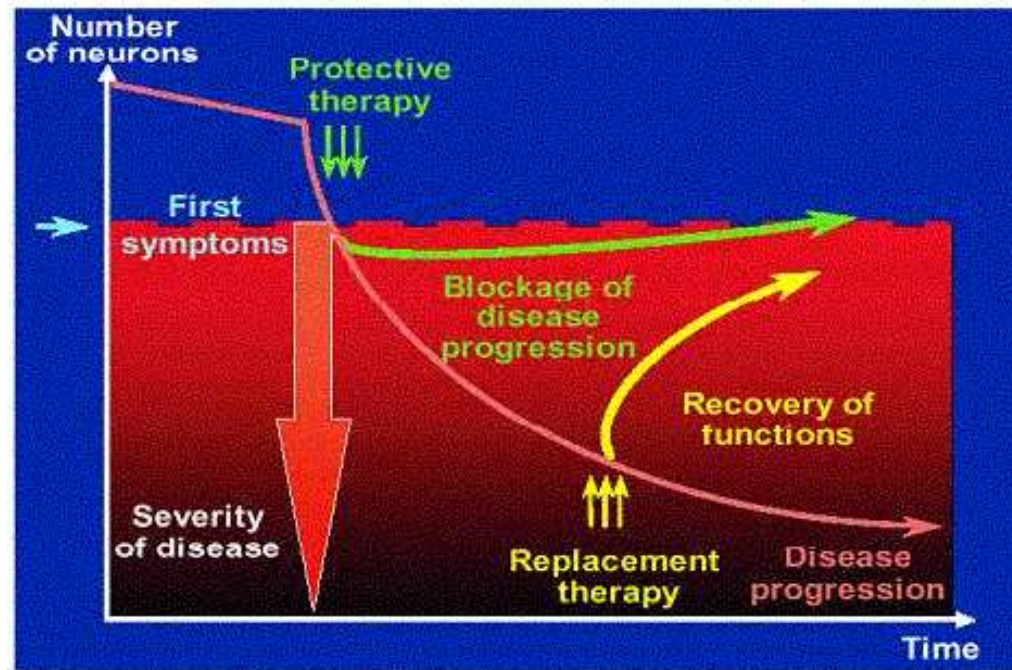 Number
of neurons
Protective
therapy
First
symptoms
Blockage of
disease
progression
Recovery of
functions
Severity
of disease
Replacement
therapy
Disease
progression
Time